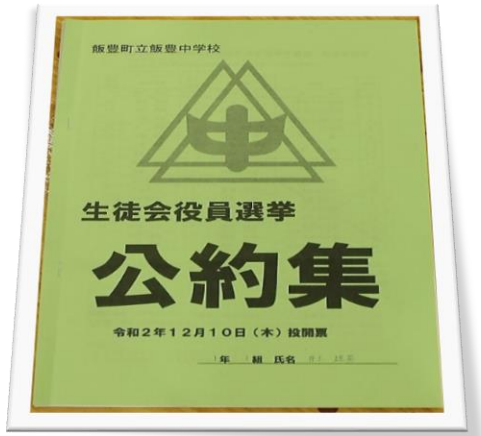 飯豊町立飯豊中学校
中
生徒会役員選挙
公約集
令和2年12月10日（木）投開票
年 組 氏名